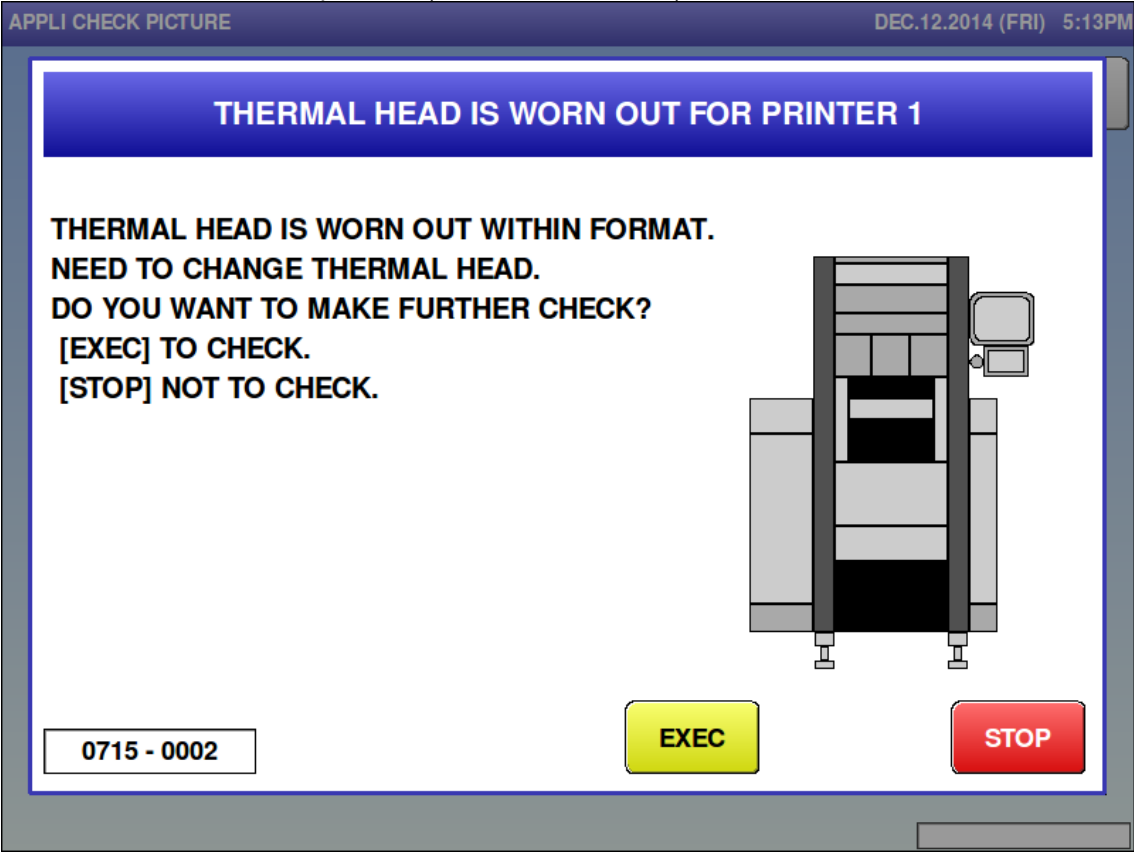 APPLI CHECK PICTURE DEC.12.2014 (FRI) 5:13PM
THERMAL HEAD IS WORN OUT FOR PRINTER 1
THERMAL HEAD IS WORN OUT WITHIN FORMAT.
NEED TO CHANGE THERMAL HEAD.
DO YOU WANT TO MAKE FURTHER CHECK?
[EXEC] TO CHECK.
[STOP] NOT TO CHECK.
0715 - 0002 EXEC STOP